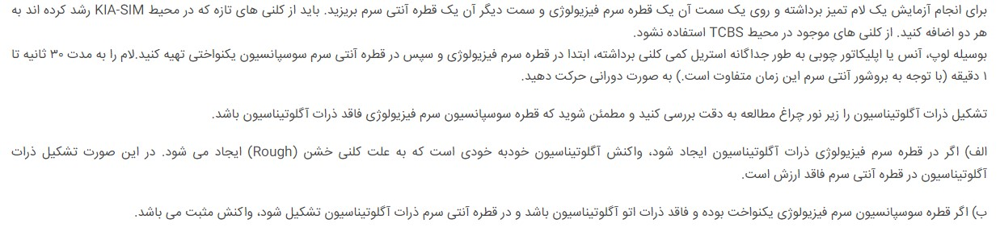 برای انجام آزمایش یک لام تمیز برداشته و روی یک سمت آن یک قطره سرم فیزیولوژی و سمت دیگر آن یک قطره آنتی سرم بریزید. باید از کلنی های تازه که در محیط KIA-SIM رشد کرده اند به
هر دو اضافه کنید. از کلنی های موجود در محیط TCBS استفاده نشود.
بوسیله لوپ، آنس یا اپلیکاتور چوبی به طور جداگانه استریل کمی کلنی برداشته، ابتدا در قطره سرم فیزیولوژی و سپس در قطره آنتی سرم سوسپانسیون یکنواختی تهیه کنید.لام را به مدت ۳۰ ثانیه تا
۱ دقیقه (با توجه به بروشور آنتی سرم این زمان متفاوت است.) به صورت دورانی حرکت دهید.
تشکیل ذرات آگلوتیناسیون را زیر نور چراغ مطالعه به دقت بررسی کنید و مطمئن شوید که قطره سوسپانسیون سرم فیزیولوژی فاقد ذرات آگلوتیناسیون باشد.
الف) اگر در قطره سرم فیزیولوژی ذرات آگلوتیناسیون ایجاد شود، واکنش آگلوتیناسیون خودبه خودی است که به علت کلنی خشن (Rough) ایجاد می شود. در این صورت تشکیل ذرات
آگلوتیناسیون در قطره آنتی سرم فاقد ارزش است.
ب) اگر قطره سوسپانسیون سرم فیزیولوژی یکنواخت بوده و فاقد ذرات اتو آگلوتیناسیون باشد و در قطره آنتی سرم ذرات آگلوتیناسیون تشکیل شود، واکنش مثبت می باشد.